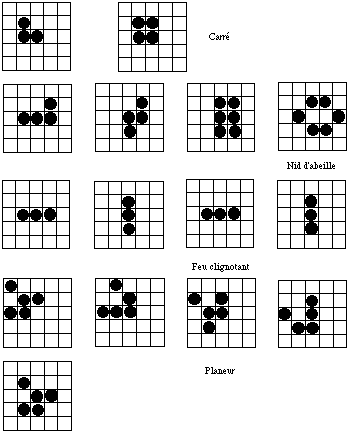 Carré
Nid d'abeille
Feu clignotant
Planeur